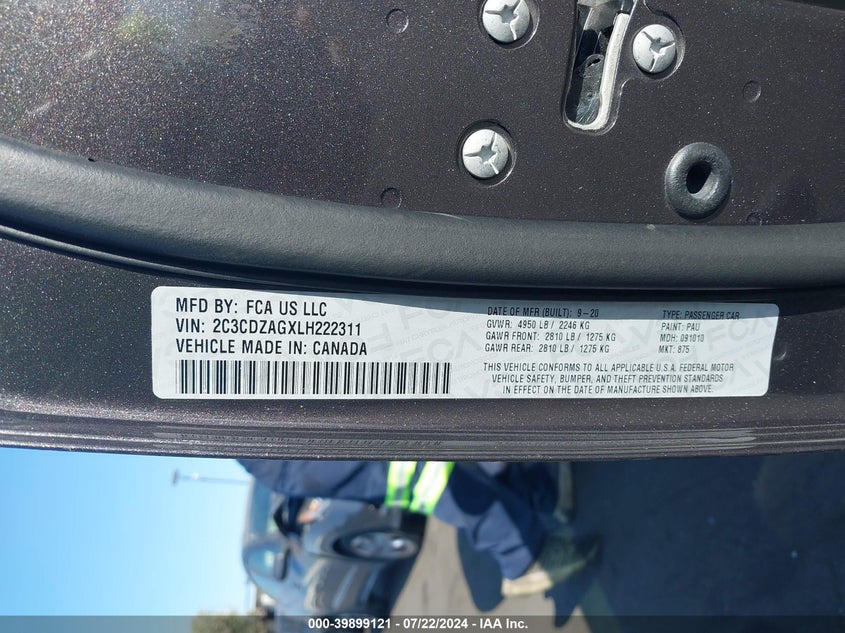 MFD BY: FCA US LLC
VIN: 2C3CDZAGXLH222311
VEHICLE MADE IN: CANADA
DATE OF MFR (BUILT): 9-20
GVWR: 4950 LB / 2246 KG
GAWR FRONT: 2810 LB / 1275 KG
GAWR REAR: 2810 LB / 1275 KG
TYPE: PASSENGER CAR
PAINT: PAU
MDH: 091010
MKT: 875
THIS VEHICLE CONFORMS TO ALL APPLICABLE U.S.A. FEDERAL MOTOR
VEHICLE SAFETY, BUMPER, AND THEFT PREVENTION STANDARDS
IN EFFECT ON THE DATE OF MANUFACTURE SHOWN ABOVE.
000-39899121 / 07/22/2024 - IAA Inc.